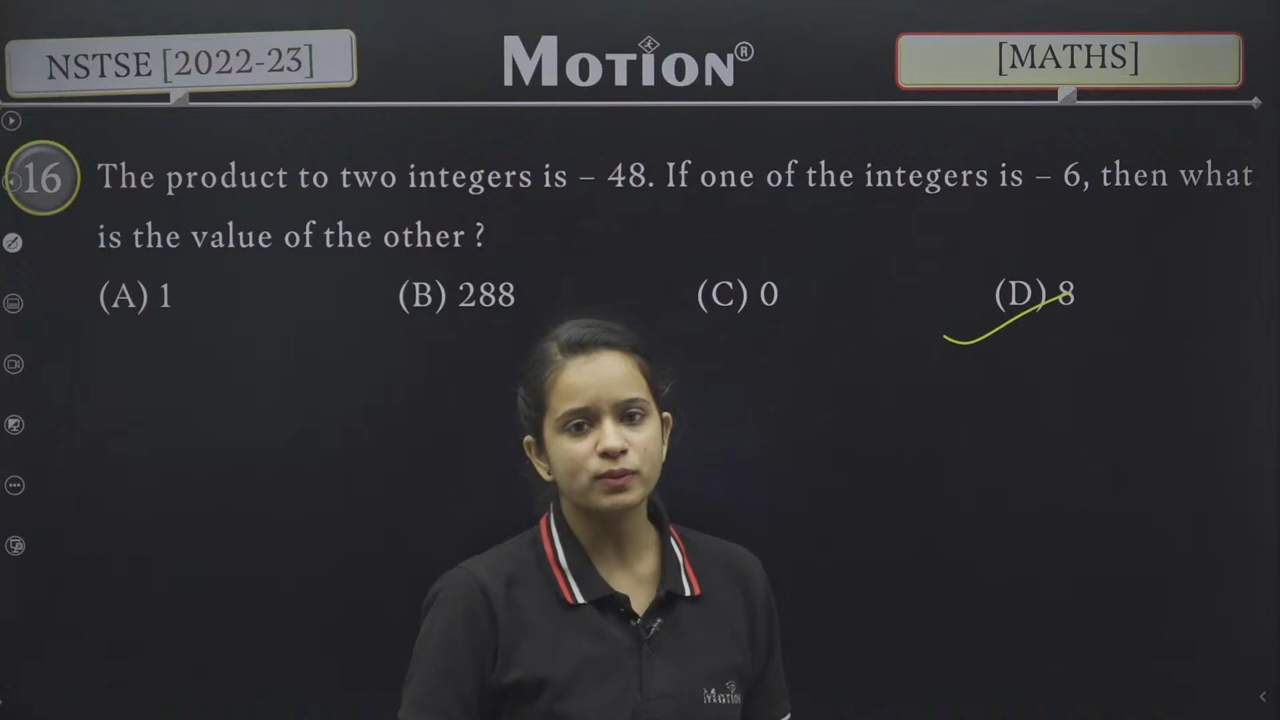 NSTSE [2022-23]
MOTION®
[MATHS]
16
The product to two integers is – 48. If one of the integers is – 6, then what
is the value of the other ?
(A) 1
(B) 288
(C) 0
(D) 8
MOTION